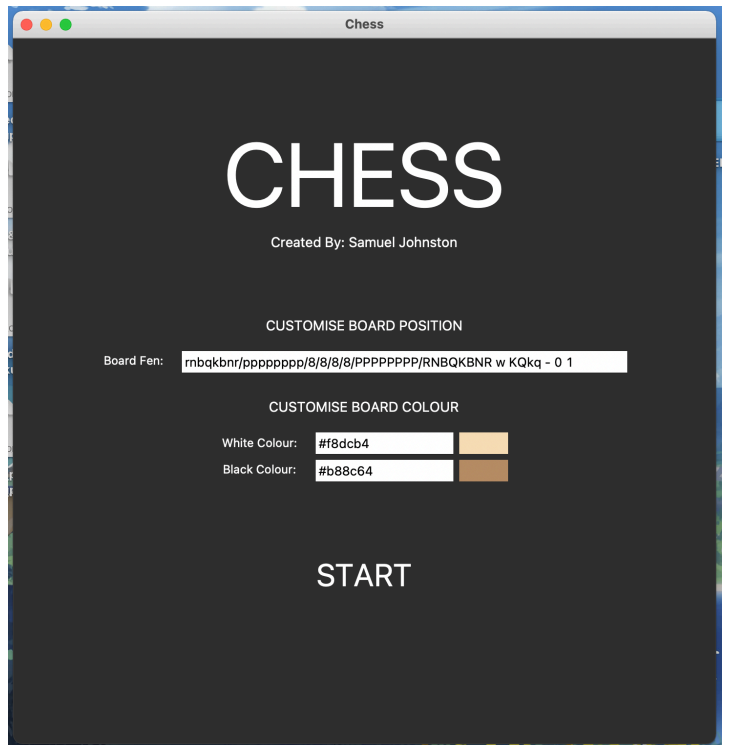 Chess
CHESS
Created By: Samuel Johnston
CUSTOMISE BOARD POSITION
Board Fen: rnbqkbnr/pppppppp/8/8/8/8/PPPPPPPP/RNBQKBNR w KQkq - 0 1
CUSTOMISE BOARD COLOUR
White Colour: #f8dcb4
Black Colour: #b88c64
START